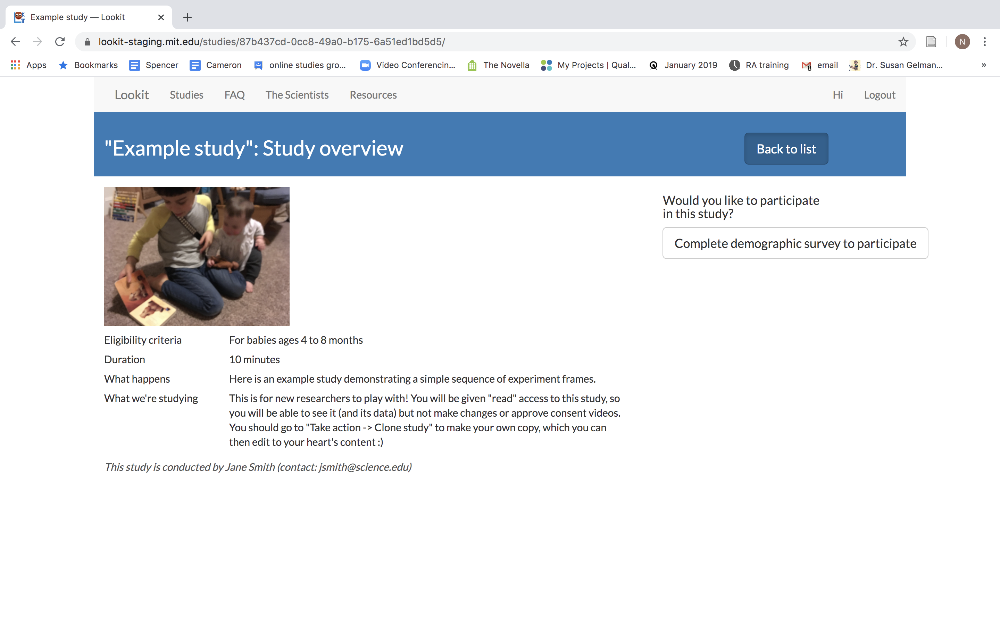 Example study — Lookit
lookit-staging.mit.edu/studies/87b437cd-0cc8-49a0-b175-6a51ed1bd5d5/
N
Apps Bookmarks Spencer Cameron online studies gro... Video Conferencin... The Novella My Projects | Qual... January 2019 RA training email Dr. Susan Gelman... »
Lookit Studies FAQ The Scientists Resources Hi Logout
"Example study": Study overview
Back to list
Would you like to participate
in this study?
Complete demographic survey to participate
Eligibility criteria For babies ages 4 to 8 months
Duration 10 minutes
What happens Here is an example study demonstrating a simple sequence of experiment frames.
What we're studying This is for new researchers to play with! You will be given "read" access to this study, so
you will be able to see it (and its data) but not make changes or approve consent videos.
You should go to "Take action -> Clone study" to make your own copy, which you can
then edit to your heart's content :)
This study is conducted by Jane Smith (contact: jsmith@science.edu)